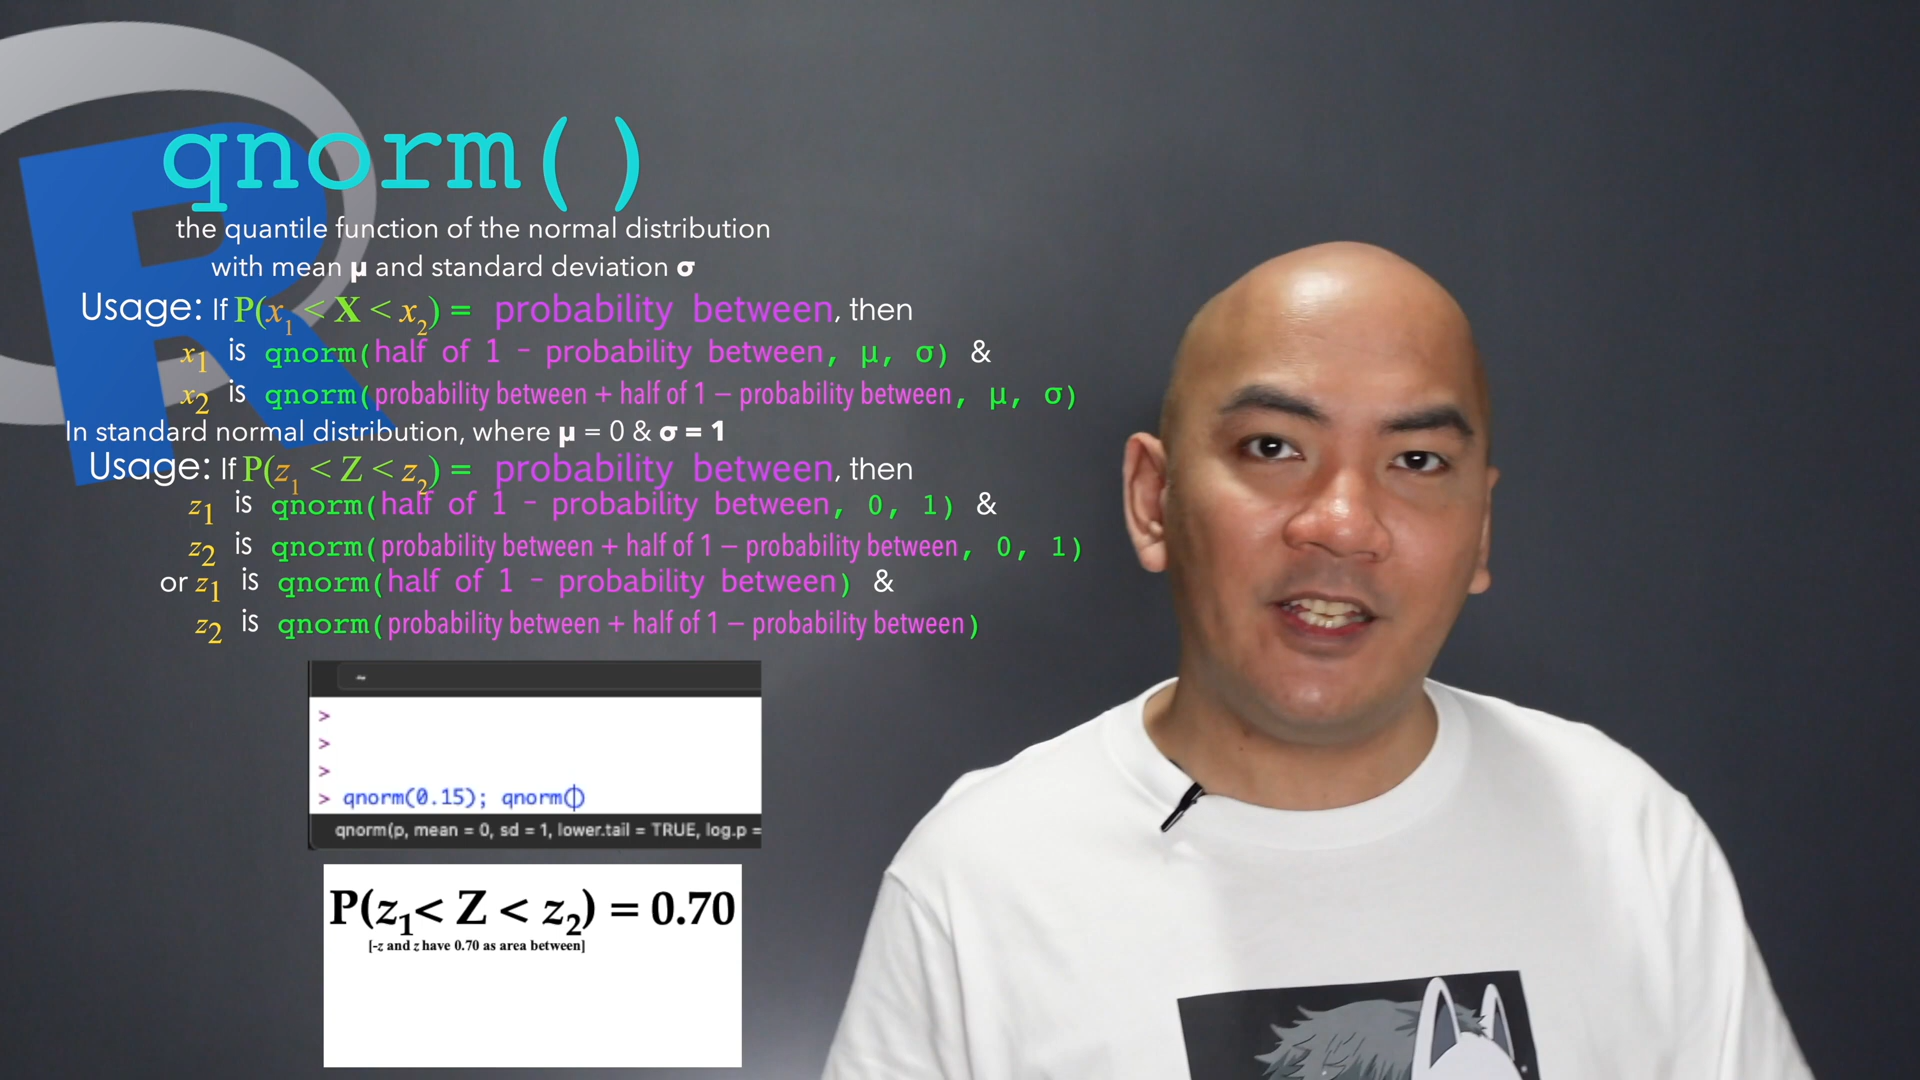 R
qnorm()
the quantile function of the normal distribution
with mean μ and standard deviation σ
Usage: If P(x₁ < X < x₂) = probability between, then
x₁ is qnorm(half of 1 - probability between, μ, σ) &
x₂ is qnorm(probability between + half of 1 – probability between, μ, σ)
In standard normal distribution, where μ = 0 & σ = 1
Usage: If P(z₁ < Z < z₂) = probability between, then
z₁ is qnorm(half of 1 - probability between, 0, 1) &
z₂ is qnorm(probability between + half of 1 – probability between, 0, 1)
or z₁ is qnorm(half of 1 - probability between) &
z₂ is qnorm(probability between + half of 1 – probability between)
~
>
>
>
> qnorm(0.15); qnorm()
qnorm(p, mean = 0, sd = 1, lower.tail = TRUE, log.p =
P(z₁< Z < z₂) = 0.70
[-z and z have 0.70 as area between]